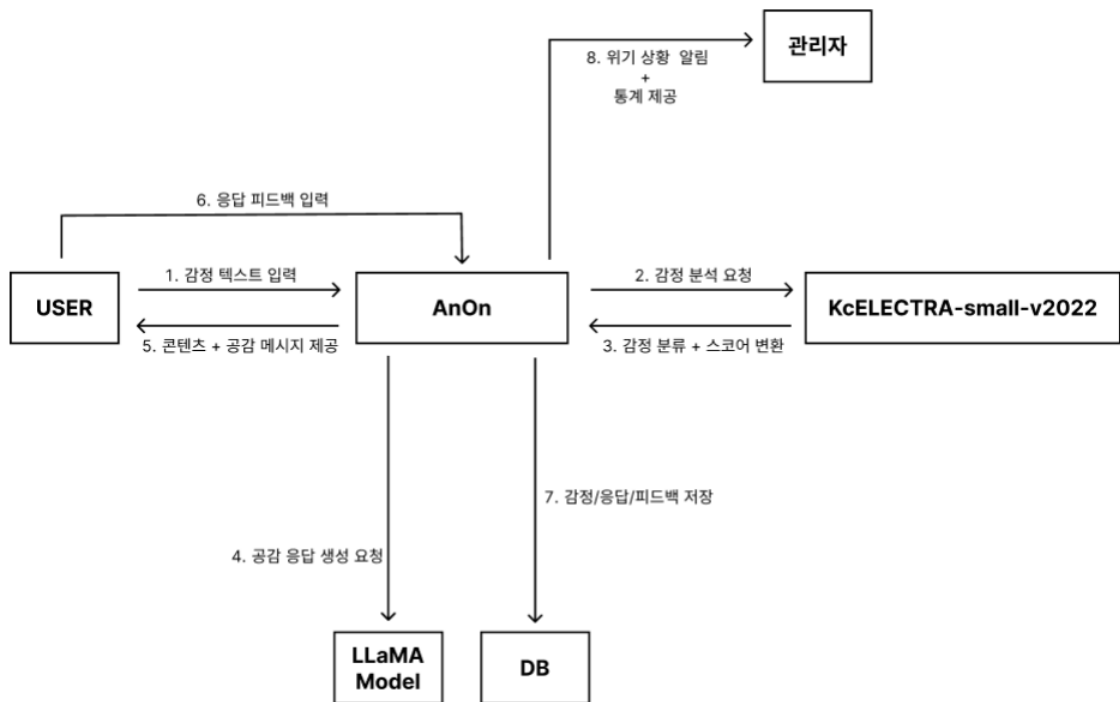 관리자
8. 위기 상황 알림
+
통계 제공
6. 응답 피드백 입력
USER
1. 감정 텍스트 입력
5. 콘텐츠 + 공감 메시지 제공
AnOn
2. 감정 분석 요청
3. 감정 분류 + 스코어 변환
KcELECTRA-small-v2022
7. 감정/응답/피드백 저장
4. 공감 응답 생성 요청
LLaMA
Model
DB